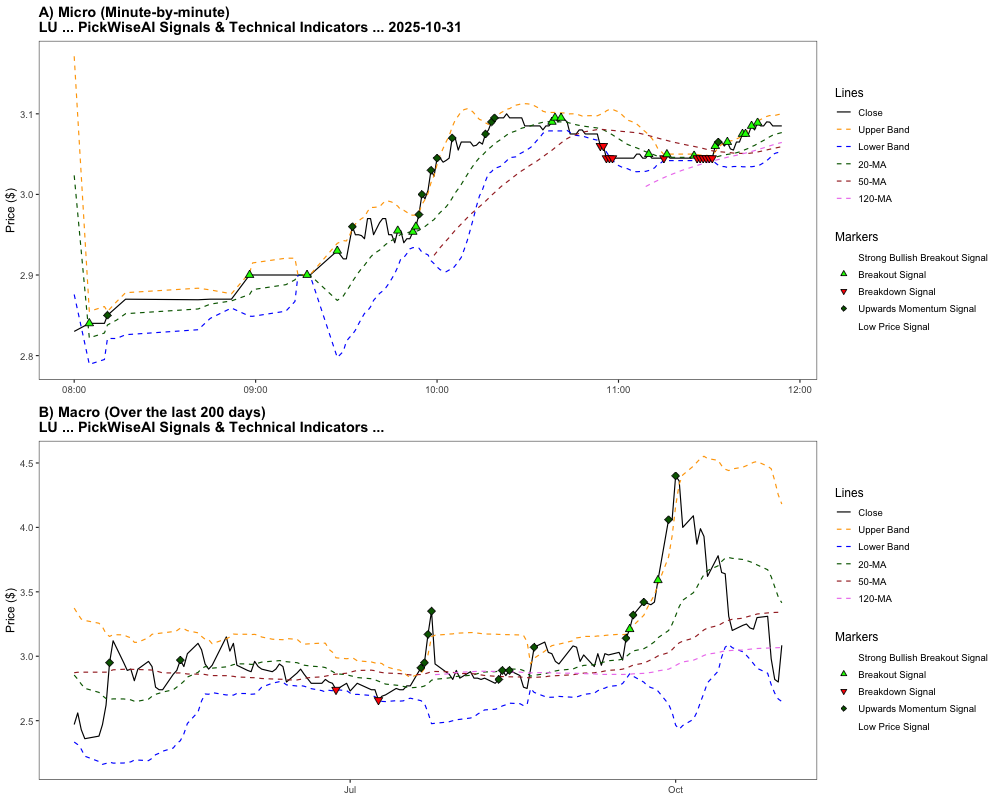 A) Micro (Minute-by-minute)
LU ... PickWiseAI Signals & Technical Indicators ... 2025-10-31
Price ($)
3.1
3.0
2.9
2.8
08:00
09:00
10:00
11:00
12:00
Lines
Close
Upper Band
Lower Band
20-MA
50-MA
120-MA
Markers
Strong Bullish Breakout Signal
Breakout Signal
Breakdown Signal
Upwards Momentum Signal
Low Price Signal
B) Macro (Over the last 200 days)
LU ... PickWiseAI Signals & Technical Indicators ...
Price ($)
4.5
4.0
3.5
3.0
2.5
Jul
Oct
Lines
Close
Upper Band
Lower Band
20-MA
50-MA
120-MA
Markers
Strong Bullish Breakout Signal
Breakout Signal
Breakdown Signal
Upwards Momentum Signal
Low Price Signal